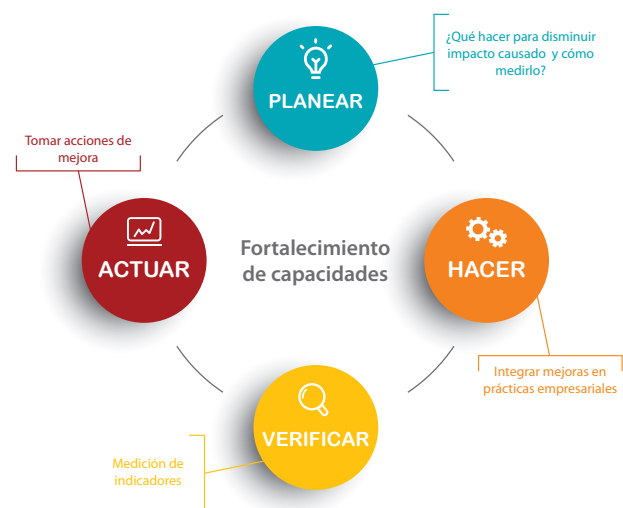 ¿Qué hacer para disminuir
impacto causado y cómo
medirlo?
PLANEAR
Tomar acciones de
mejora
ACTUAR
Fortalecimiento
de capacidades
HACER
Integrar mejoras en
prácticas empresariales
VERIFICAR
Medición de
indicadores